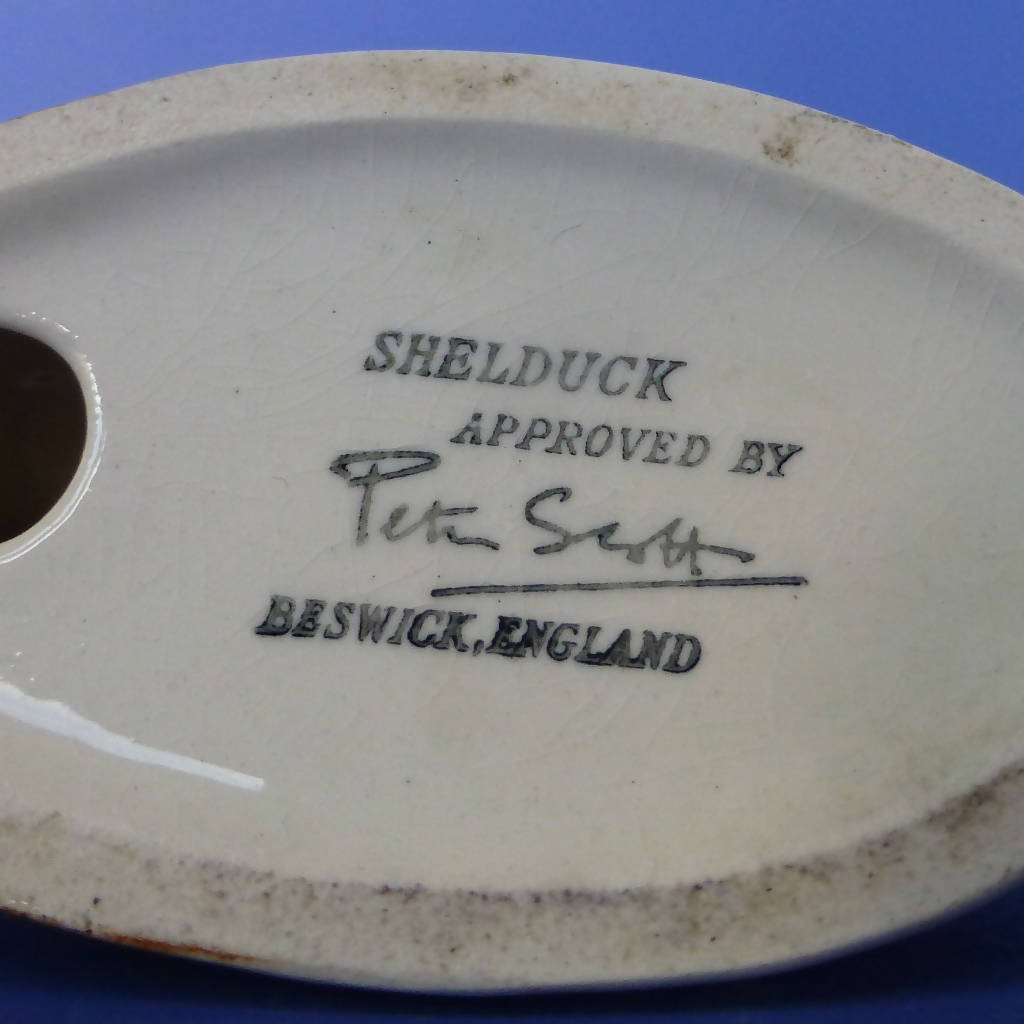 SHELDUCK
APPROVED BY
Peter Scott
BESWICK, ENGLAND